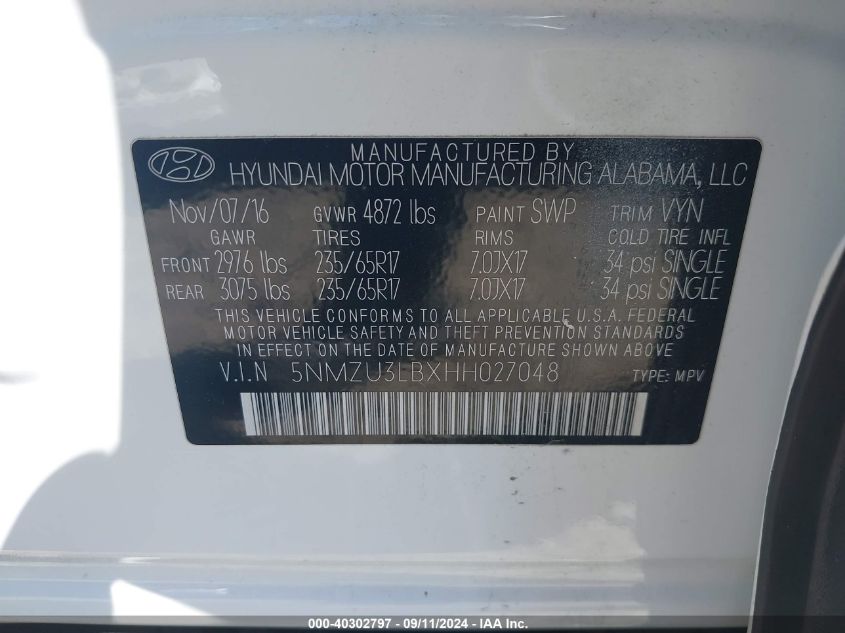 MANUFACTURED BY
HYUNDAI MOTOR MANUFACTURING ALABAMA, LLC
Nov/07/16 GVWR 4872 lbs PAINT SWP TRIM VYN
GAWR TIRES RIMS COLD TIRE INFL
FRONT 2976 lbs 235/65R17 7.0JX17 34 psi SINGLE
REAR 3075 lbs 235/65R17 7.0JX17 34 psi SINGLE
THIS VEHICLE CONFORMS TO ALL APPLICABLE U.S.A. FEDERAL
MOTOR VEHICLE SAFETY AND THEFT PREVENTION STANDARDS
IN EFFECT ON THE DATE OF MANUFACTURE SHOWN ABOVE
V.I.N 5NMZU3LBXHH027048 TYPE: MPV
000-40302797 - 09/11/2024 - IAA Inc.